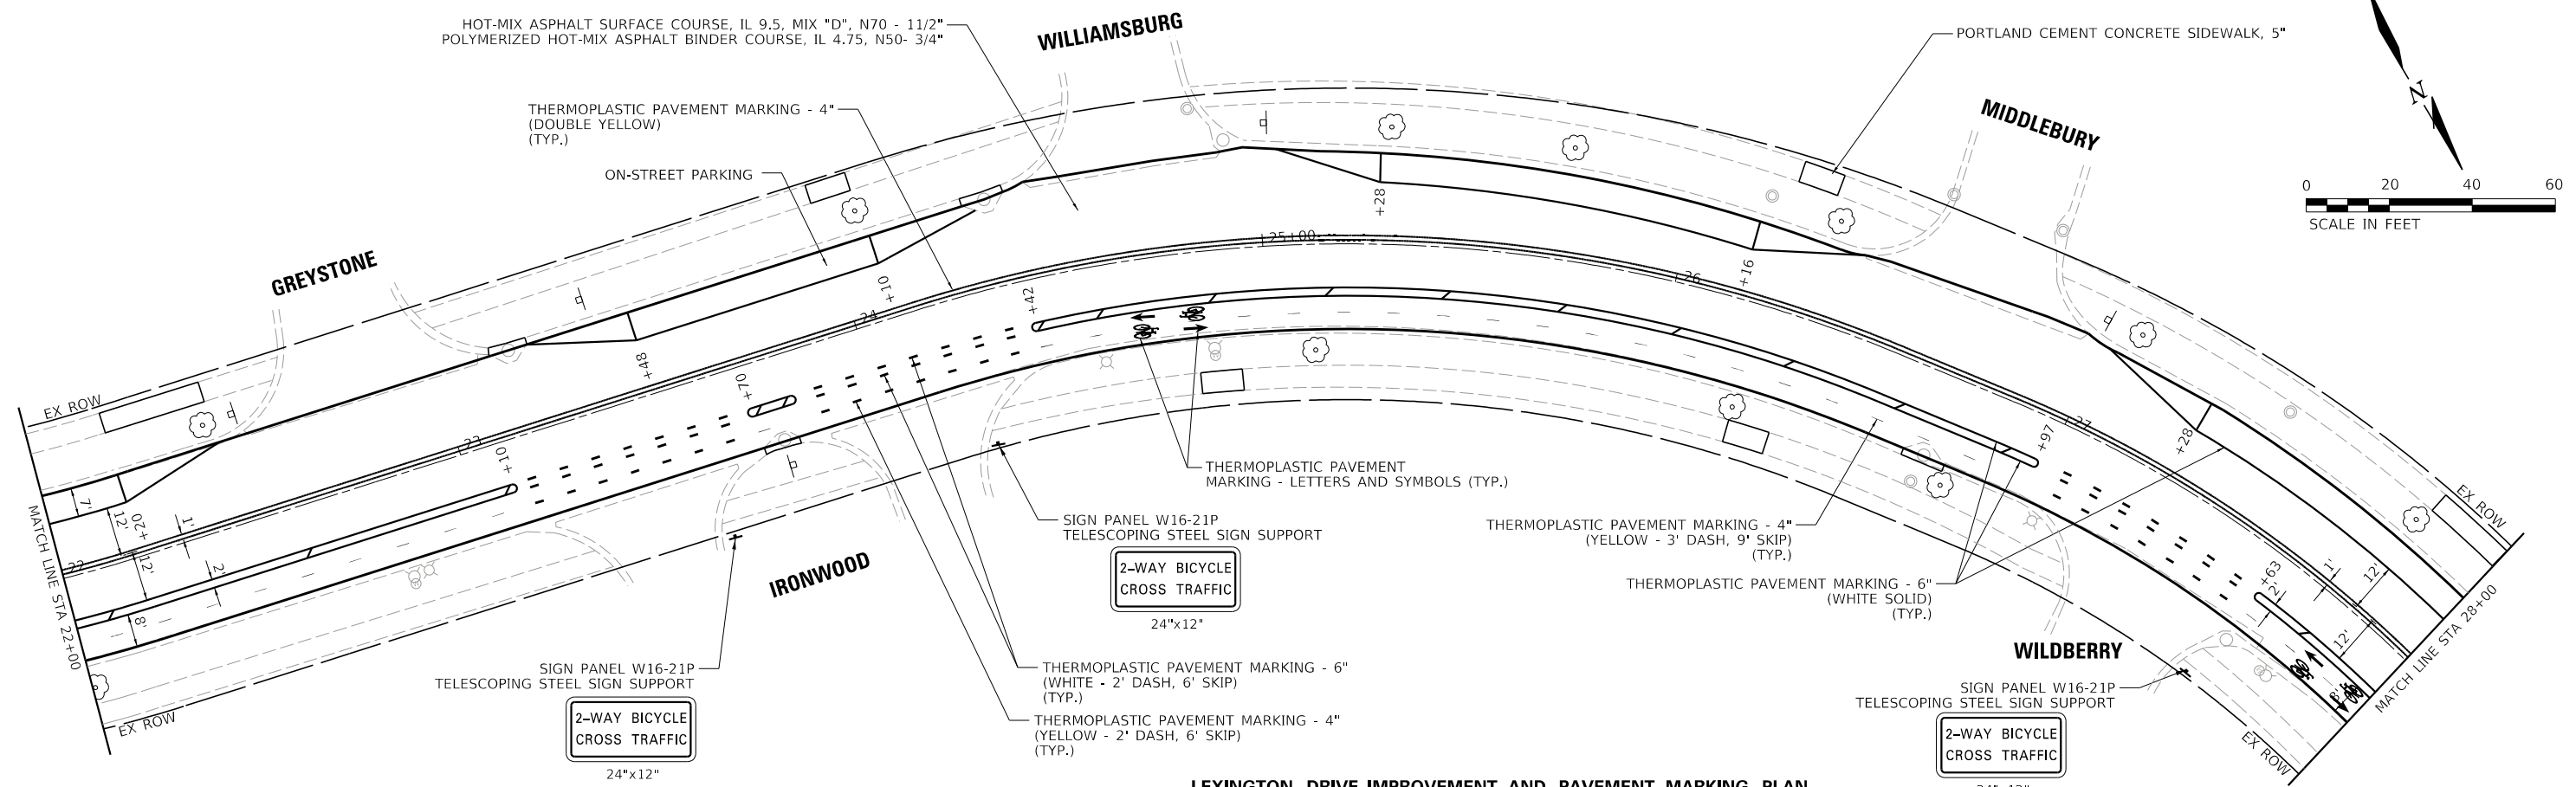 HOT-MIX ASPHALT SURFACE COURSE, IL 9.5, MIX "D", N70 - 11/2"
POLYMERIZED HOT-MIX ASPHALT BINDER COURSE, IL 4.75, N50- 3/4"
WILLIAMSBURG
PORTLAND CEMENT CONCRETE SIDEWALK, 5"
N
THERMOPLASTIC PAVEMENT MARKING - 4"
(DOUBLE YELLOW)
(TYP.)
MIDDLEBURY
ON-STREET PARKING
0 20 40 60
SCALE IN FEET
GREYSTONE
+28
25+00
+16
26
+10
+42
24
+48
+70
EX ROW
23
+10
27
+97
+28
THERMOPLASTIC PAVEMENT
MARKING - LETTERS AND SYMBOLS (TYP.)
EX ROW
7'
12'
+20
1'
22
12'
2'
8'
MATCH LINE STA 22+00
SIGN PANEL W16-21P
TELESCOPING STEEL SIGN SUPPORT
2-WAY BICYCLE
CROSS TRAFFIC
24"x12"
THERMOPLASTIC PAVEMENT MARKING - 4"
(YELLOW - 3' DASH, 9' SKIP)
(TYP.)
THERMOPLASTIC PAVEMENT MARKING - 6"
(WHITE SOLID)
(TYP.)
+63
2'
1'
12'
12'
8'
MATCH LINE STA 28+00
IRONWOOD
WILDBERRY
SIGN PANEL W16-21P
TELESCOPING STEEL SIGN SUPPORT
2-WAY BICYCLE
CROSS TRAFFIC
24"x12"
THERMOPLASTIC PAVEMENT MARKING - 6"
(WHITE - 2' DASH, 6' SKIP)
(TYP.)
THERMOPLASTIC PAVEMENT MARKING - 4"
(YELLOW - 2' DASH, 6' SKIP)
(TYP.)
SIGN PANEL W16-21P
TELESCOPING STEEL SIGN SUPPORT
2-WAY BICYCLE
CROSS TRAFFIC
EX ROW
EX ROW
LEXINGTON DRIVE IMPROVEMENT AND PAVEMENT MARKING PLAN